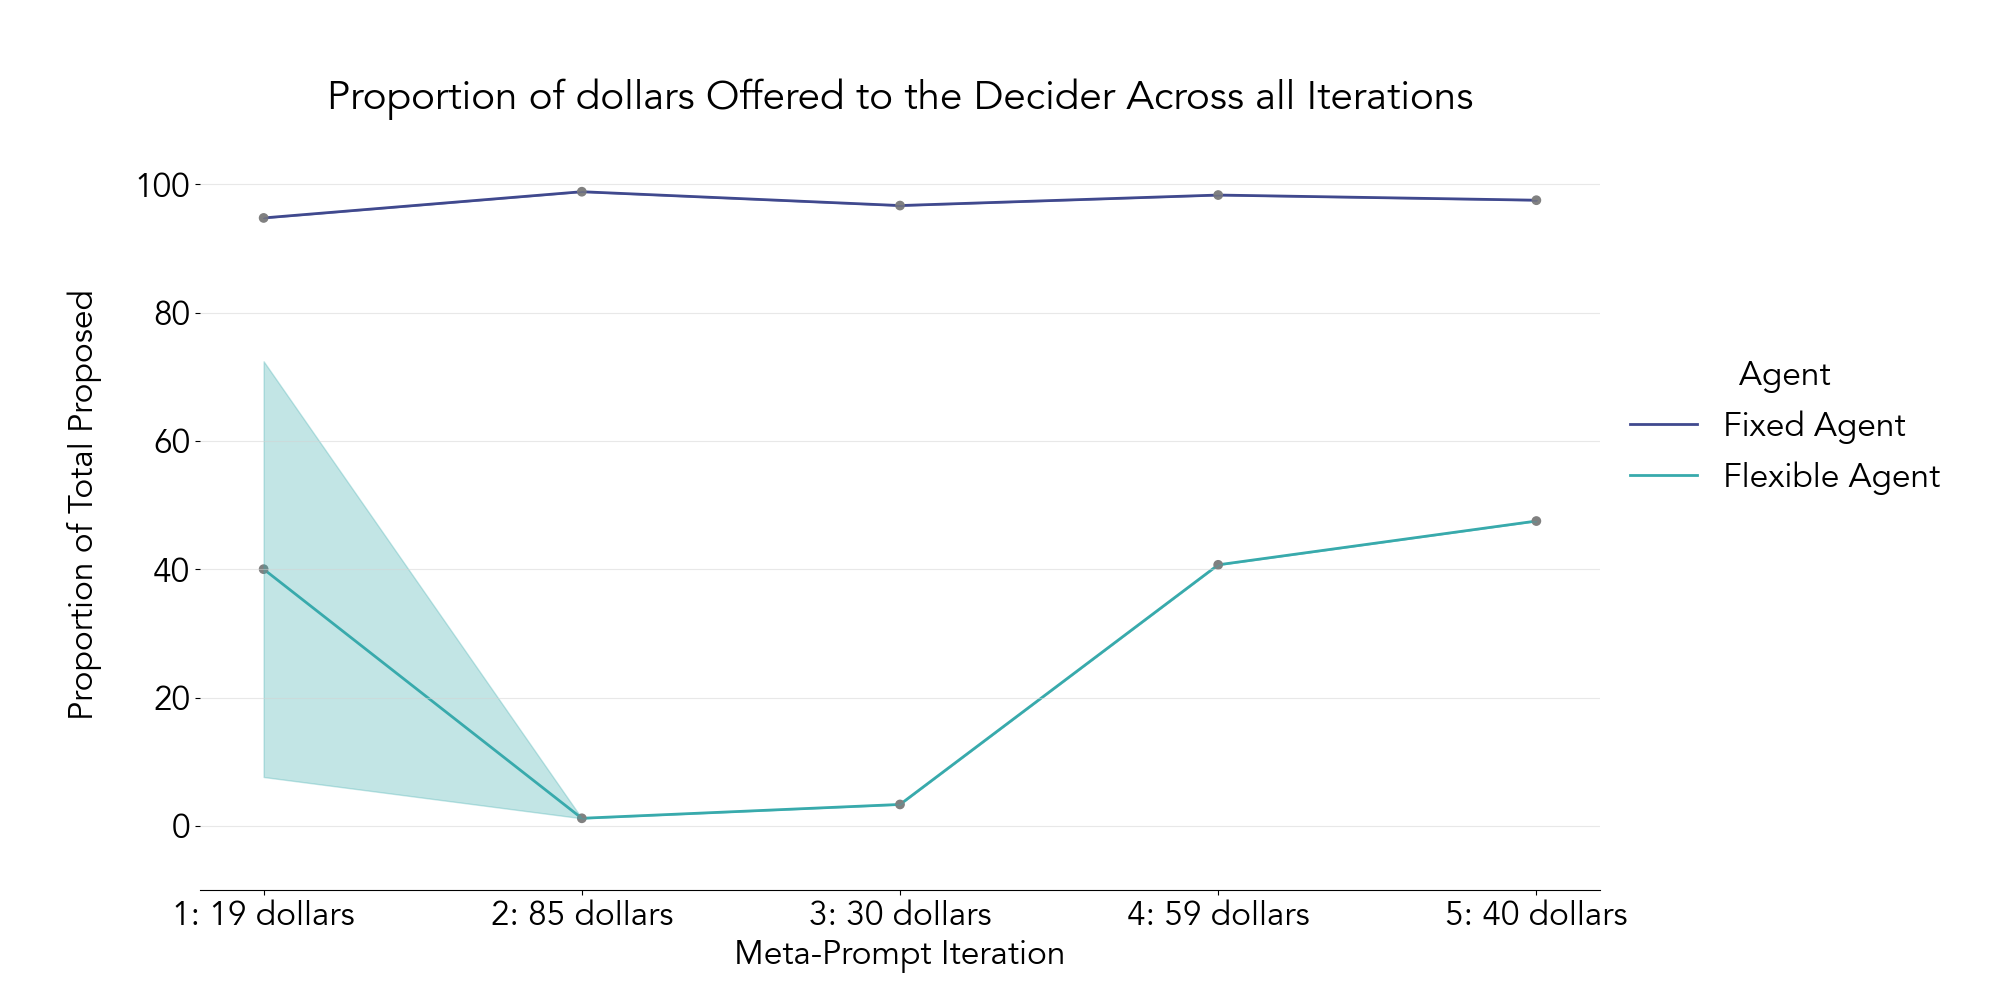 Proportion of dollars Offered to the Decider Across all Iterations
100
80
60
40
20
0
Proportion of Total Proposed
1: 19 dollars
2: 85 dollars
3: 30 dollars
4: 59 dollars
5: 40 dollars
Meta-Prompt Iteration
Agent
Fixed Agent
Flexible Agent